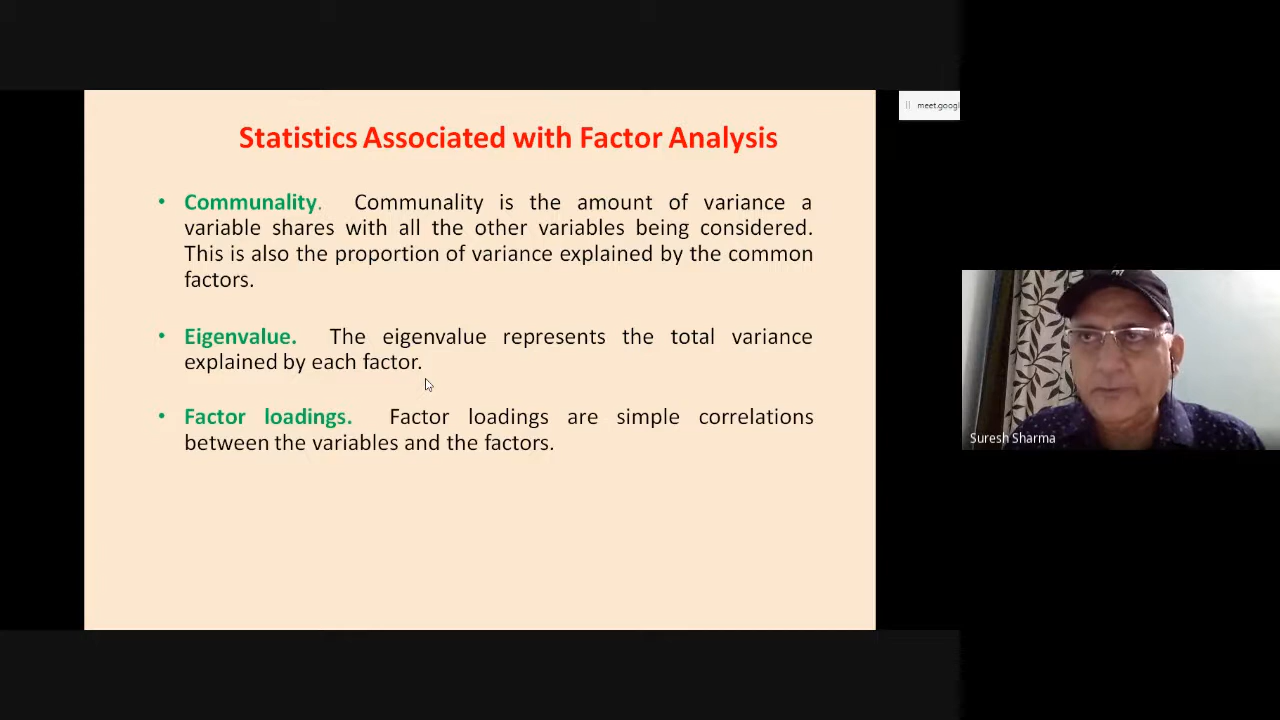 Statistics Associated with Factor Analysis
meet.googl
• Communality. Communality is the amount of variance a
variable shares with all the other variables being considered.
This is also the proportion of variance explained by the common
factors.
• Eigenvalue. The eigenvalue represents the total variance
explained by each factor.
• Factor loadings. Factor loadings are simple correlations
between the variables and the factors.
Suresh Sharma